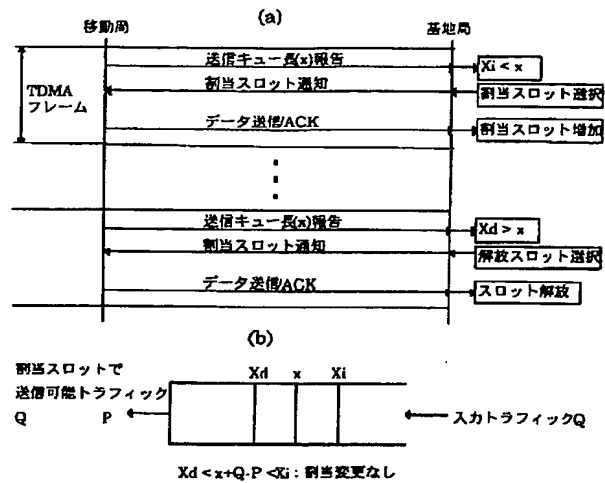 (a)
移動局
基地局
送信キュー長(x)報告
Xi < x
TDMA
フレーム
割当スロット通知
割当スロット選択
データ送信/ACK
割当スロット増加
送信キュー長(x)報告
Xd > x
割当スロット通知
解放スロット選択
データ送信/ACK
スロット解放
(b)
割当スロットで
送信可能トラフィック
Q
P
Xd
x
Xi
入力トラフィックQ
Xd < x+Q-P <Xi : 割当変更なし